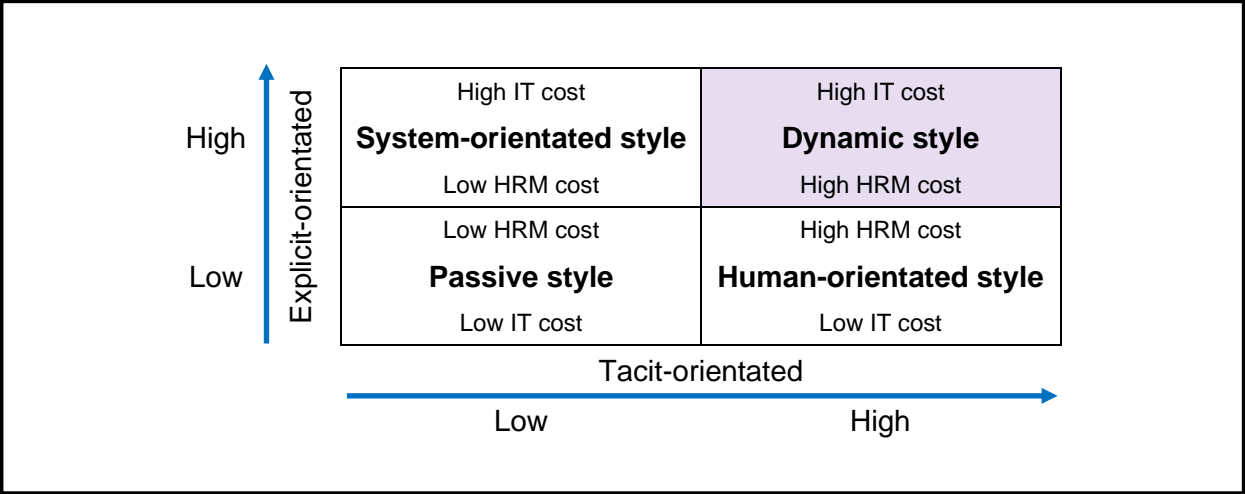 High
Low
Explicit-orientated
High IT cost
System-orientated style
Low HRM cost
High IT cost
Dynamic style
High HRM cost
Low HRM cost
Passive style
Low IT cost
High HRM cost
Human-orientated style
Low IT cost
Tacit-orientated
Low
High